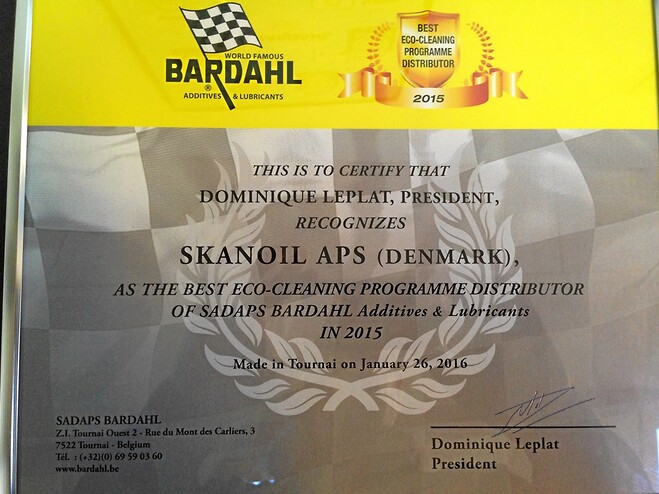 WORLD FAMOUS
BARDAHL
®
ADDITIVES & LUBRICANTS
BEST
ECO-CLEANING
PROGRAMME
DISTRIBUTOR
2015
THIS IS TO CERTIFY THAT
DOMINIQUE LEPLAT, PRESIDENT,
RECOGNIZES
SKANOIL APS (DENMARK),
AS THE BEST ECO-CLEANING PROGRAMME DISTRIBUTOR
OF SADAPS BARDAHL Additives & Lubricants
IN 2015
Made in Tournai on January 26, 2016
SADAPS BARDAHL
Z.I. Tournai Ouest 2 - Rue du Mont des Carliers, 3
7522 Tournai - Belgium
Tél. : (+32)(0) 69 59 03 60
www.bardahl.be
Dominique Leplat
President